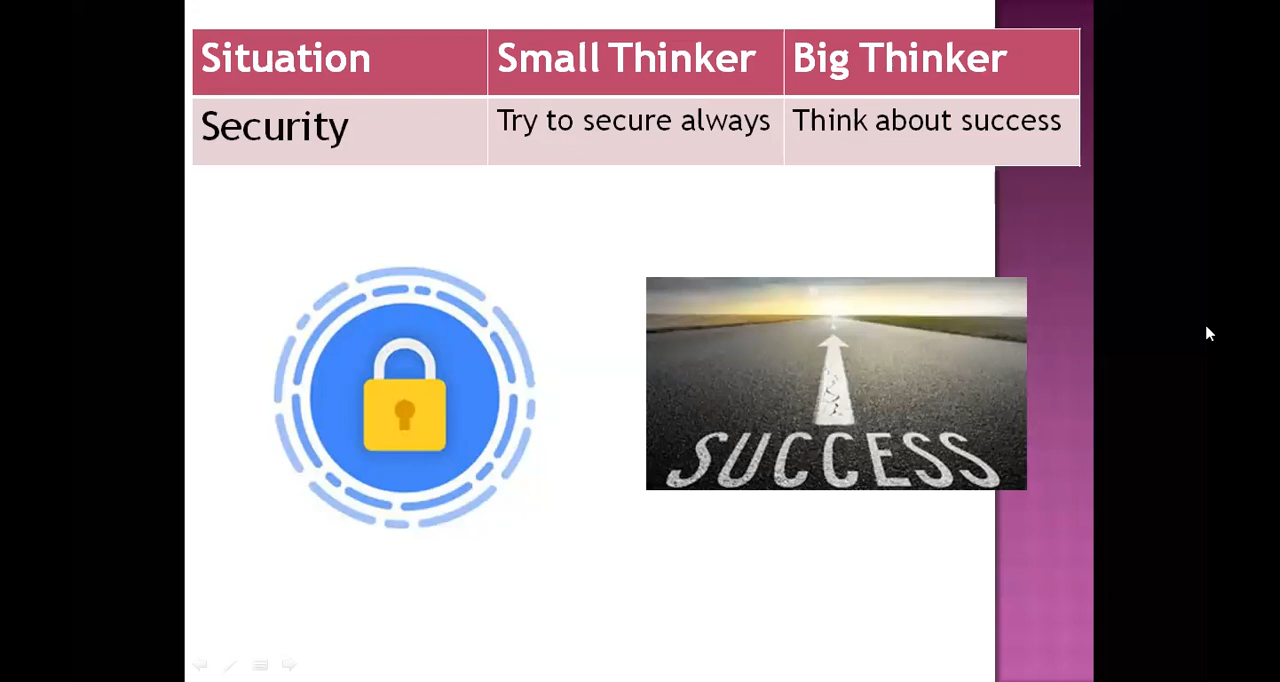 Situation Small Thinker Big Thinker
Security Try to secure always Think about success
SUCCESS